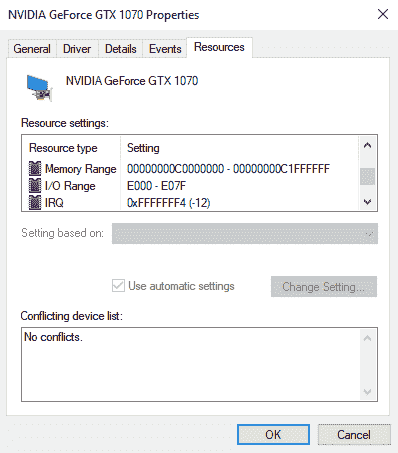 NVIDIA GeForce GTX 1070 Properties
General Driver Details Events Resources
NVIDIA GeForce GTX 1070
Resource settings:
Resource type Setting
Memory Range 00000000C0000000 - 00000000C1FFFFFF
I/O Range E000 - E07F
IRQ 0xFFFFFFF4 (-12)
Setting based on:
Use automatic settings Change Setting...
Conflicting device list:
No conflicts.
OK Cancel